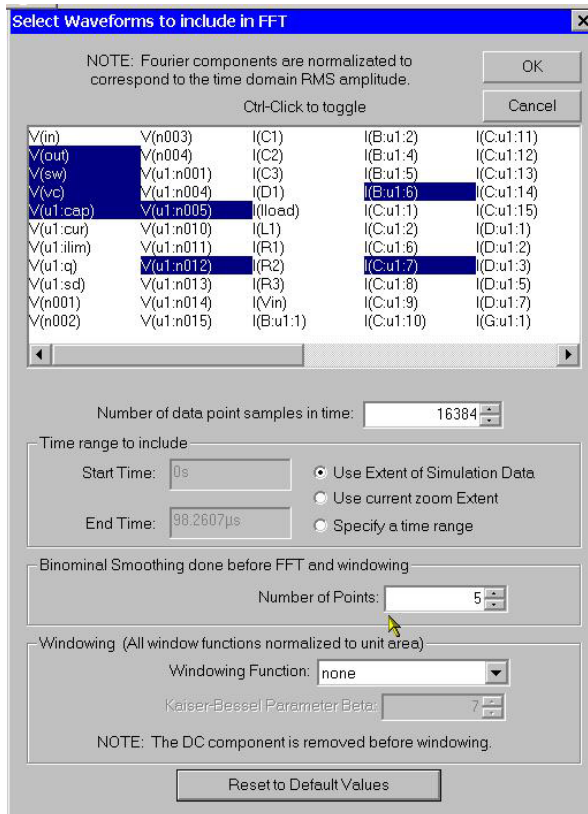 Select Waveforms to include in FFT
NOTE: Fourier components are normalizated to
correspond to the time domain RMS amplitude.
OK
Ctrl-Click to toggle
Cancel
V(in) V(n003) I(C1) I(B:u1:2) I(C:u1:11)
V(out) V(n004) I(C2) I(B:u1:4) I(C:u1:12)
V(sw) V(u1:n001) I(C3) I(B:u1:5) I(C:u1:13)
V(vc) V(u1:n004) I(D1) I(B:u1:6) I(C:u1:14)
V(u1:cap) V(u1:n005) I(Iload) I(C:u1:1) I(C:u1:15)
V(u1:cur) V(u1:n010) I(L1) I(C:u1:2) I(D:u1:1)
V(u1:ilim) V(u1:n011) I(R1) I(C:u1:6) I(D:u1:2)
V(u1:q) V(u1:n012) I(R2) I(C:u1:7) I(D:u1:3)
V(u1:sd) V(u1:n013) I(R3) I(C:u1:8) I(D:u1:5)
V(n001) V(u1:n014) I(Vin) I(C:u1:9) I(D:u1:7)
V(n002) V(u1:n015) I(B:u1:1) I(C:u1:10) I(G:u1:1)
Number of data point samples in time: 16384
Time range to include
Start Time: 0s
Use Extent of Simulation Data
Use current zoom Extent
End Time: 98.2607µs
Specify a time range
Binominal Smoothing done before FFT and windowing
Number of Points: 5
Windowing (All window functions normalized to unit area)
Windowing Function: none
Kaiser-Bessel Parameter Beta: 7
NOTE: The DC component is removed before windowing.
Reset to Default Values